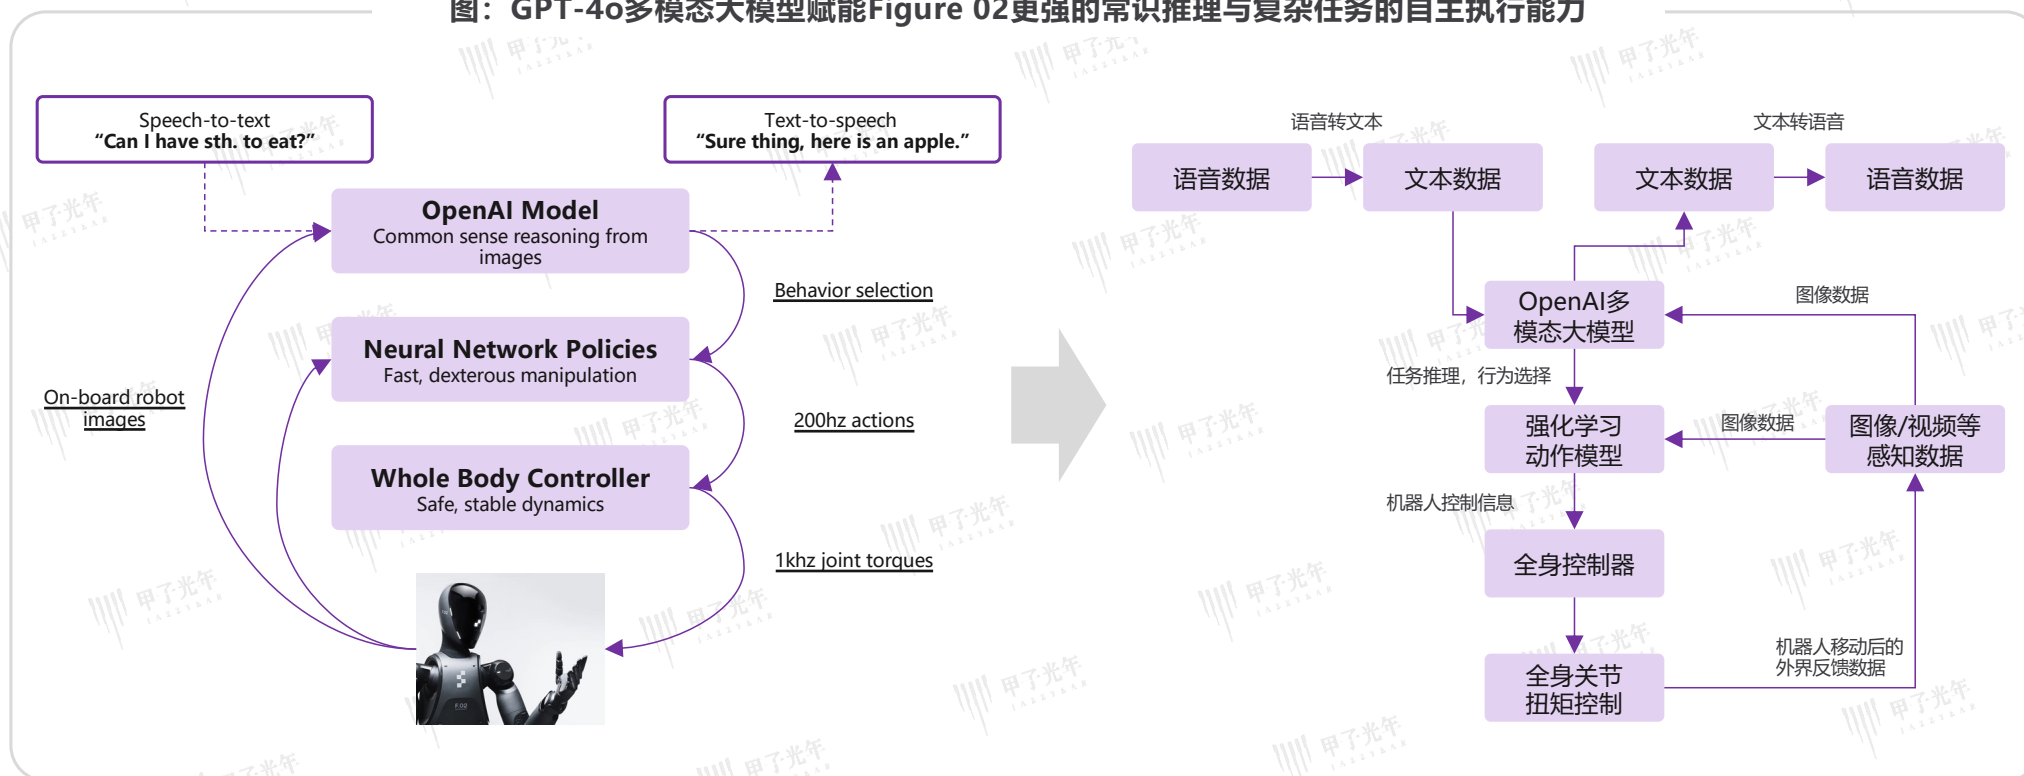 图：GPT-4o多模态大模型赋能Figure 02更强的常识推理与复杂任务的自主执行能力
Speech-to-text
“Can I have sth. to eat?”
Text-to-speech
“Sure thing, here is an apple.”
OpenAI Model
Common sense reasoning from
images
Behavior selection
Neural Network Policies
Fast, dexterous manipulation
On-board robot
images
200hz actions
Whole Body Controller
Safe, stable dynamics
1khz joint torques
语音转文本
文本转语音
语音数据
文本数据
文本数据
语音数据
OpenAI多
模态大模型
图像数据
任务推理，行为选择
强化学习
动作模型
图像数据
图像/视频等
感知数据
机器人控制信息
全身控制器
机器人移动后的
外界反馈数据
全身关节
扭矩控制
甲子光年
JAZZYEAR